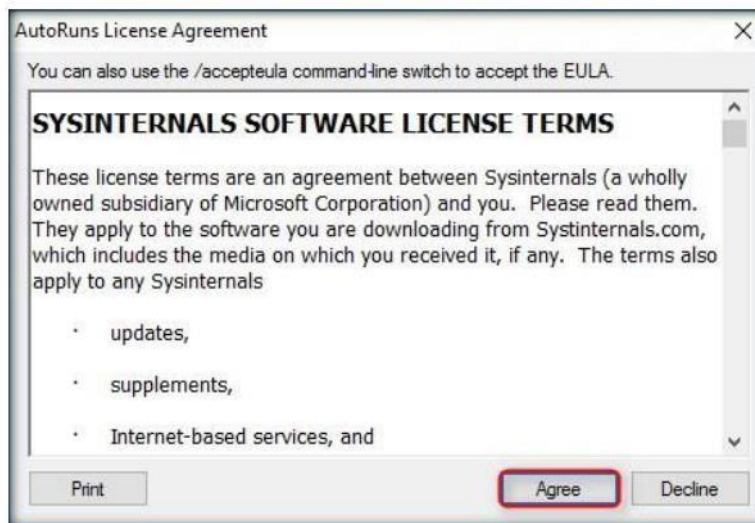 AutoRuns License Agreement
You can also use the /accepteula command-line switch to accept the EULA.
SYSINTERNALS SOFTWARE LICENSE TERMS
These license terms are an agreement between Sysinternals (a wholly
owned subsidiary of Microsoft Corporation) and you. Please read them.
They apply to the software you are downloading from Systinternals.com,
which includes the media on which you received it, if any. The terms also
apply to any Sysinternals
· updates,
· supplements,
· Internet-based services, and
Print
Agree
Decline